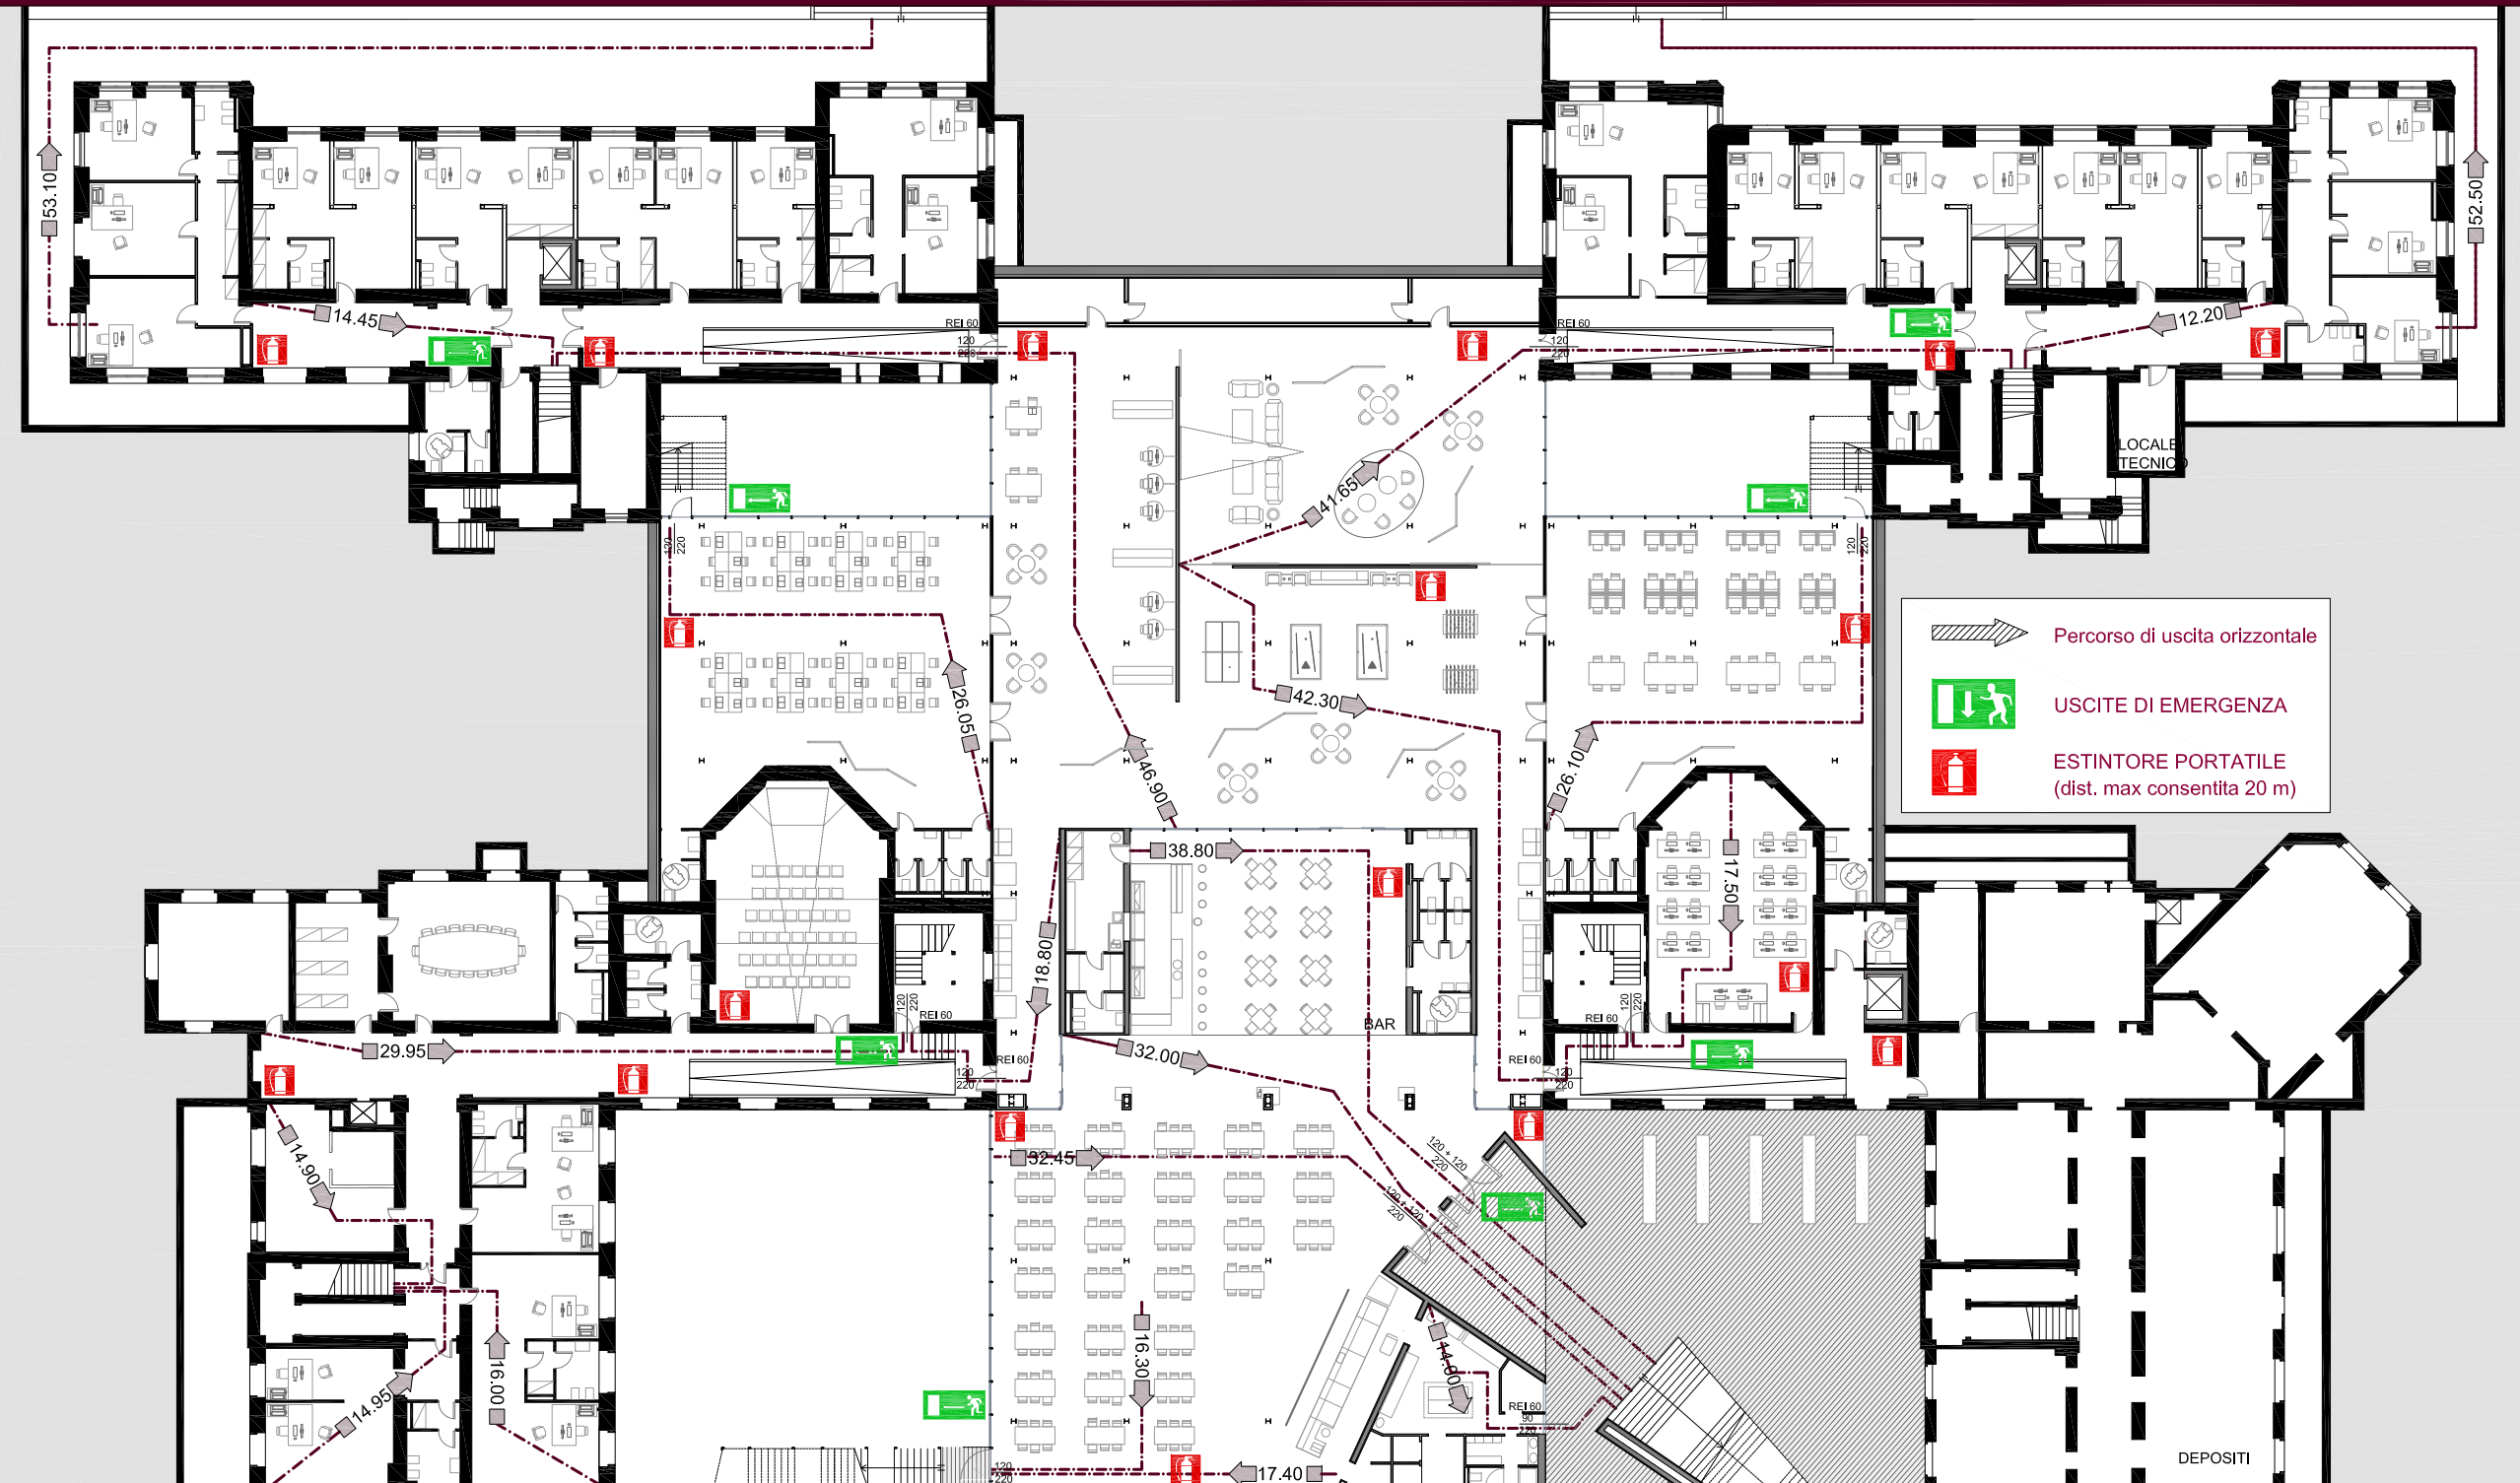 53.10
52.50
14.45
REI 60
120
220
REI 60
120
220
12.20
LOCALE
TECNICO
41.65
120
220
120
220
Percorso di uscita orizzontale
42.30
USCITE DI EMERGENZA
26.05
46.90
26.10
ESTINTORE PORTATILE
(dist. max consentita 20 m)
38.80
17.50
18.80
120
220
REI 60
120
220
REI 60
BAR
29.95
32.00
REI 60
REI 60
120
220
120
220
14.90
32.45
120 + 120
220
120 + 120
220
16.30
14.95
16.00
REI 60
90
220
DEPOSITI
120
220
17.40